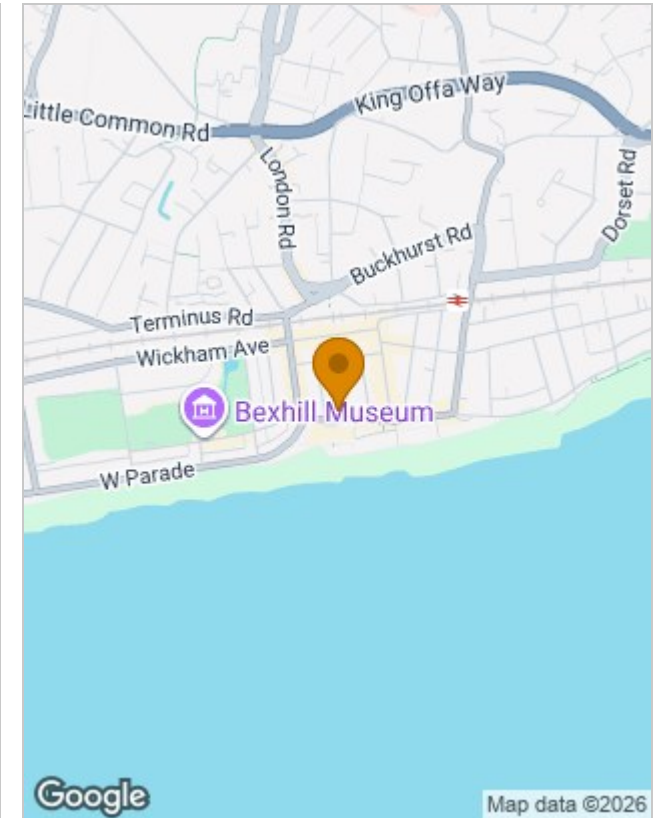 King Offa Way
Little Common Rd
London Rd
Dorset Rd
Buckhurst Rd
Terminus Rd
Wickham Ave
Bexhill Museum
W Parade
Google
Map data ©2026